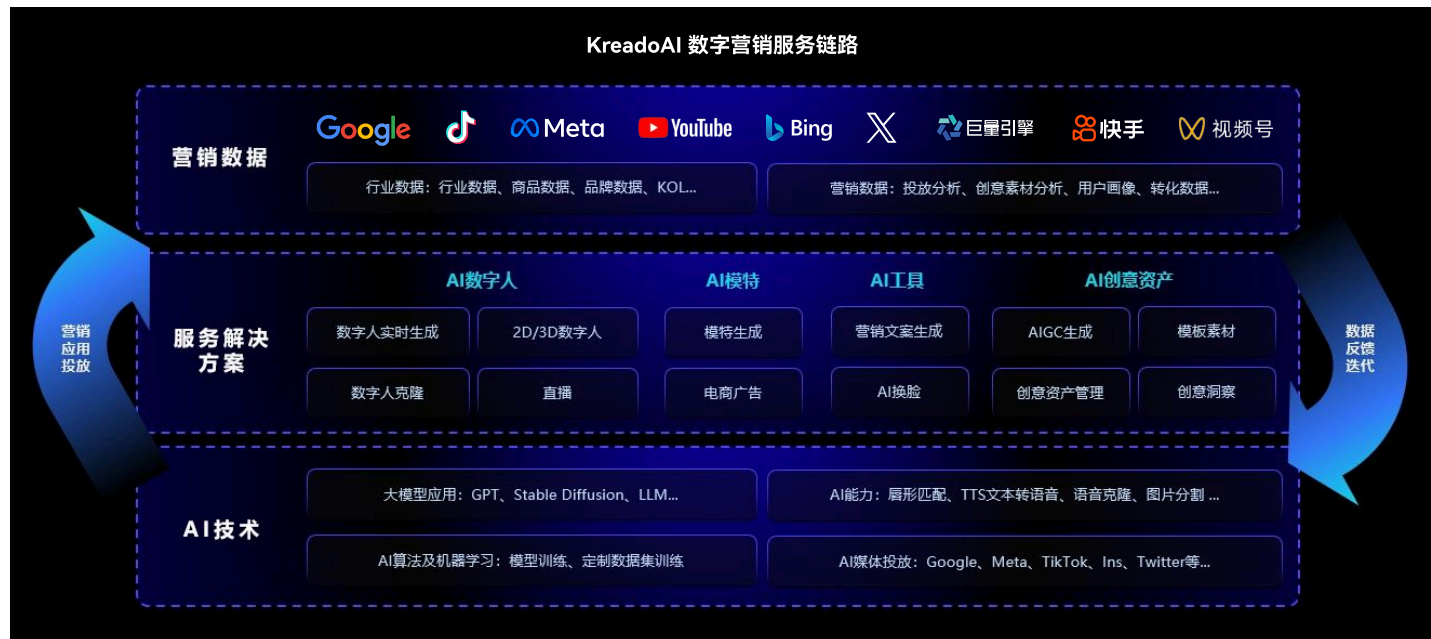 KreadoAI 数字营销服务链路
营销数据
Google
Meta
YouTube
Bing
巨量引擎
快手
视频号
行业数据：行业数据、商品数据、品牌数据、KOL...
营销数据：投放分析、创意素材分析、用户画像、转化数据...
营销
应用
投放
服务解决
方案
AI数字人
AI模特
AI工具
AI创意资产
数字人实时生成
2D/3D数字人
模特生成
营销文案生成
AIGC生成
模板素材
数字人克隆
直播
电商广告
AI换脸
创意资产管理
创意洞察
数据
反馈
迭代
AI技术
大模型应用：GPT、Stable Diffusion、LLM...
AI能力：唇形匹配、TTS文本转语音、语音克隆、图片分割 ...
AI算法及机器学习：模型训练、定制数据集训练
AI媒体投放：Google、Meta、TikTok、Ins、Twitter等...